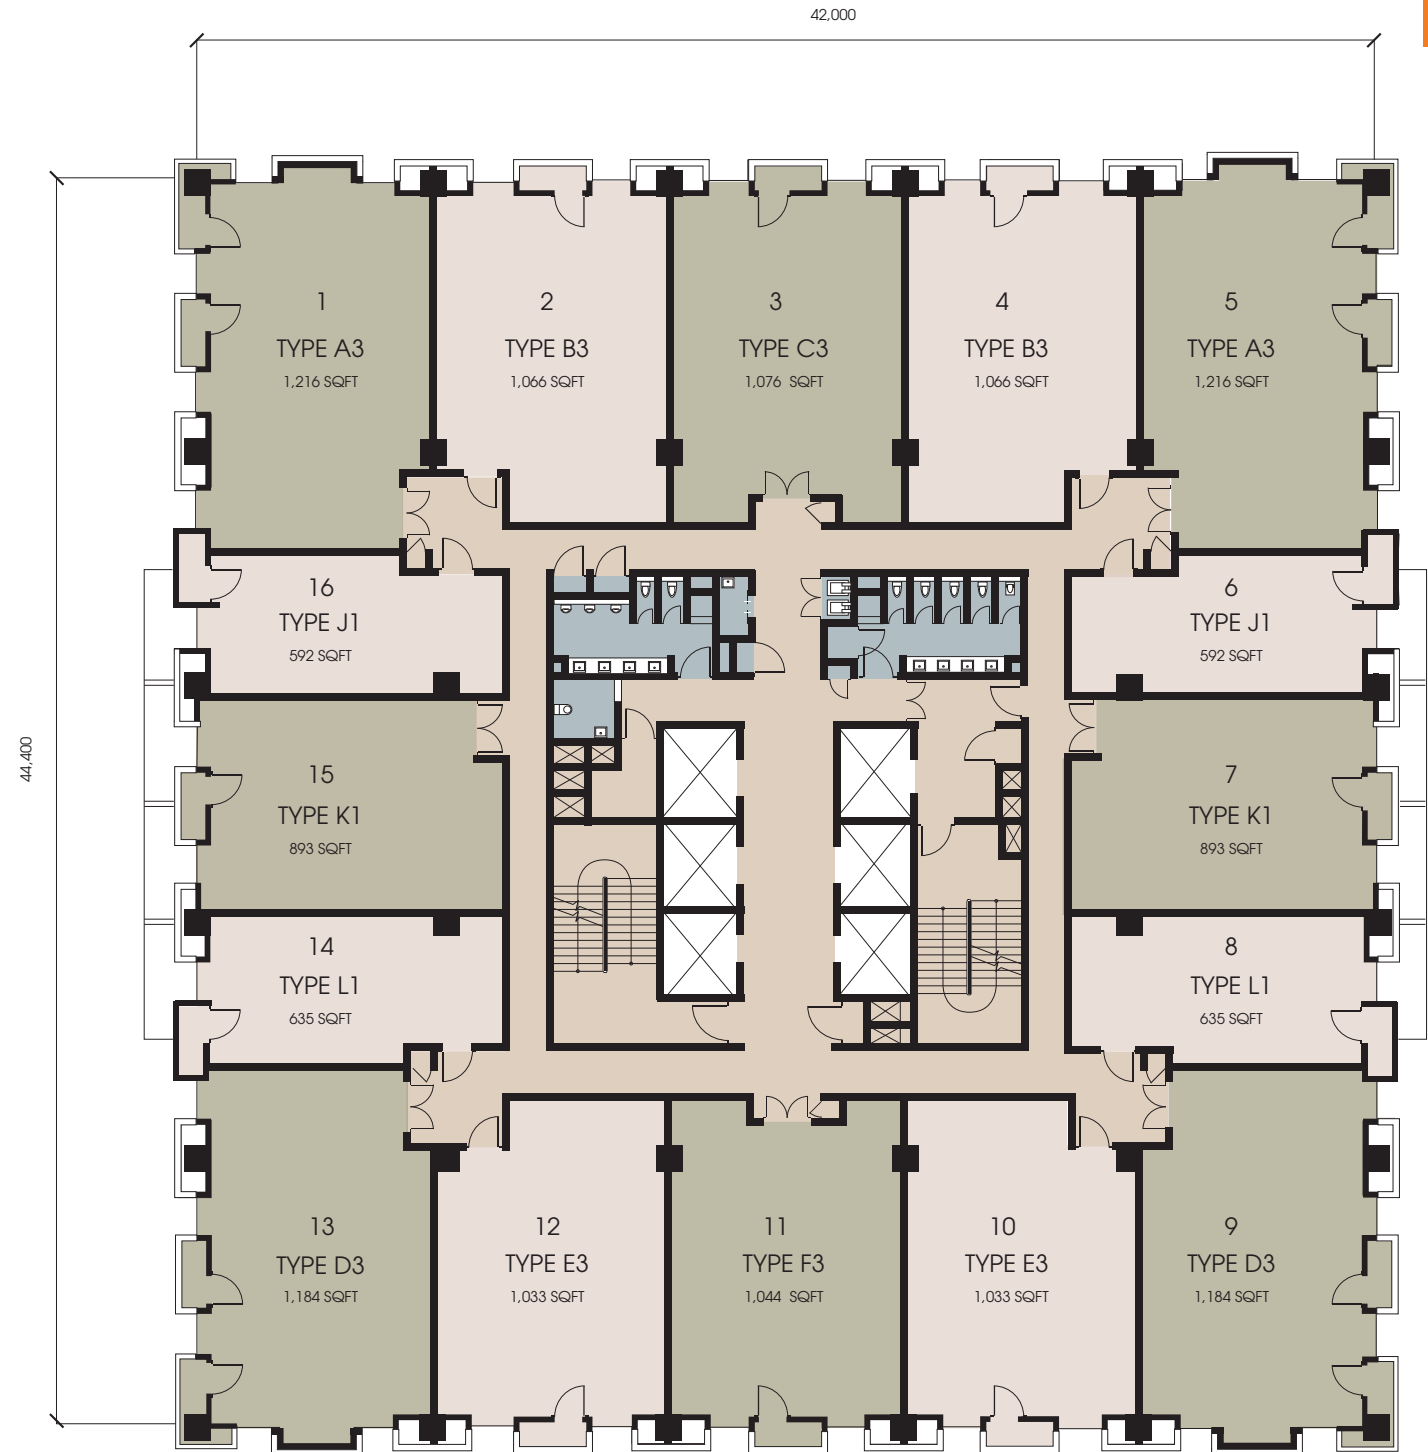 42,000
44,400
1
TYPE A3
1,216 SQFT
2
TYPE B3
1,066 SQFT
3
TYPE C3
1,076 SQFT
4
TYPE B3
1,066 SQFT
5
TYPE A3
1,216 SQFT
16
TYPE J1
592 SQFT
6
TYPE J1
592 SQFT
15
TYPE K1
893 SQFT
7
TYPE K1
893 SQFT
14
TYPE L1
635 SQFT
8
TYPE L1
635 SQFT
13
TYPE D3
1,184 SQFT
12
TYPE E3
1,033 SQFT
11
TYPE F3
1,044 SQFT
10
TYPE E3
1,033 SQFT
9
TYPE D3
1,184 SQFT